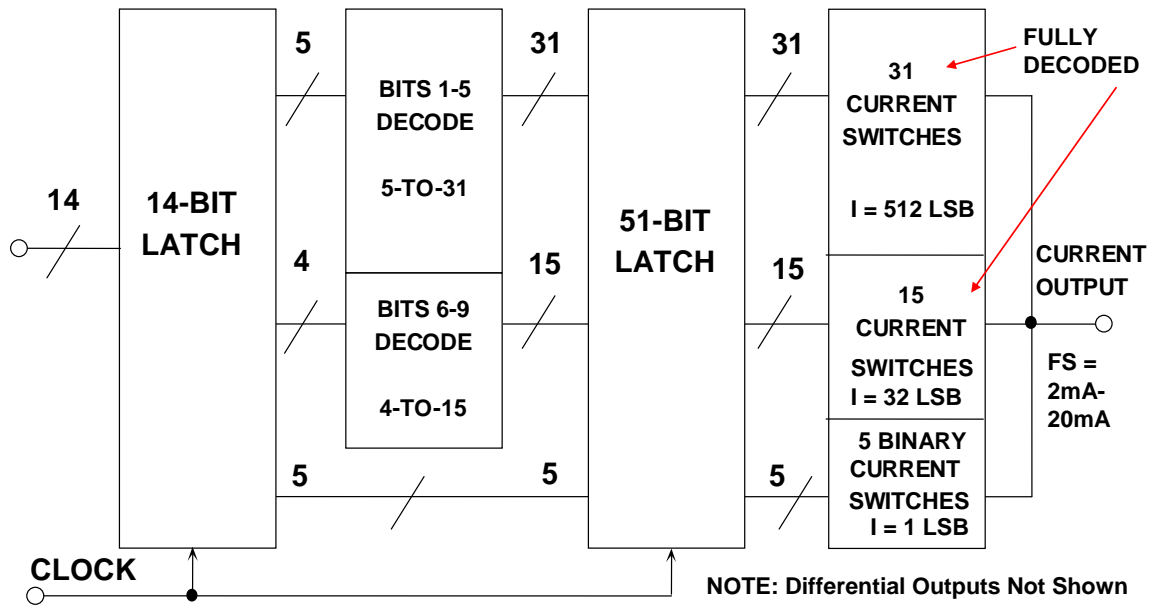 5
31
31
FULLY
DECODED
BITS 1-5
DECODE
5-TO-31
31
CURRENT
SWITCHES
I = 512 LSB
14
14-BIT
LATCH
51-BIT
LATCH
4
15
15
CURRENT
OUTPUT
BITS 6-9
DECODE
4-TO-15
15
CURRENT
SWITCHES
I = 32 LSB
FS =
2mA-
20mA
5
5
5
5 BINARY
CURRENT
SWITCHES
I = 1 LSB
CLOCK
NOTE: Differential Outputs Not Shown